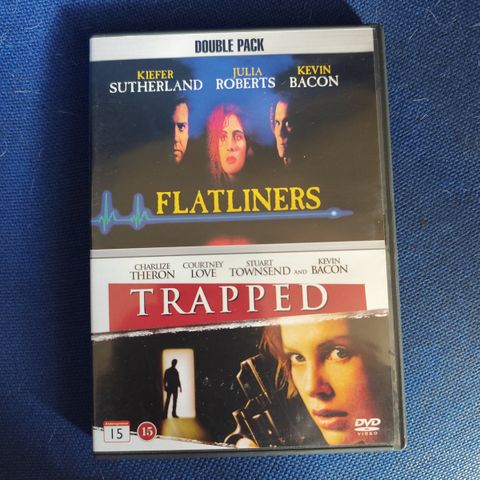 DOUBLE PACK
KIEFER SUTHERLAND
JULIA ROBERTS
KEVIN BACON
FLATLINERS
CHARLIZE THERON
COURTNEY LOVE
STUART TOWNSEND
AND
KEVIN BACON
TRAPPED
15
15
DVD
VIDEO